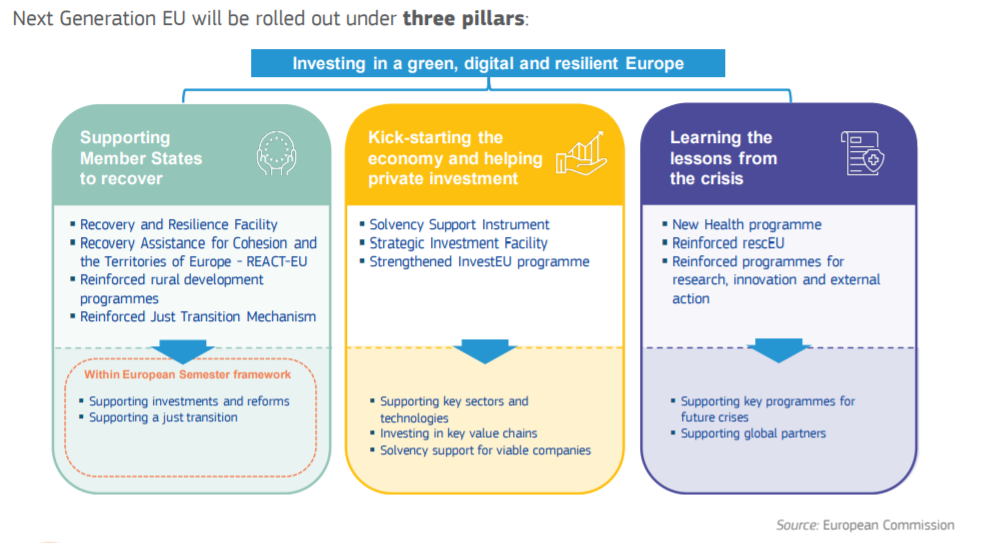 Next Generation EU will be rolled out under three pillars:
Investing in a green, digital and resilient Europe
Supporting
Member States
to recover
▪ Recovery and Resilience Facility
▪ Recovery Assistance for Cohesion and
the Territories of Europe - REACT-EU
▪ Reinforced rural development
programmes
▪ Reinforced Just Transition Mechanism
Within European Semester framework
▪ Supporting investments and reforms
▪ Supporting a just transition
Kick-starting the
economy and helping
private investment
▪ Solvency Support Instrument
▪ Strategic Investment Facility
▪ Strengthened InvestEU programme
▪ Supporting key sectors and
technologies
▪ Investing in key value chains
▪ Solvency support for viable companies
Learning the
lessons from
the crisis
▪ New Health programme
▪ Reinforced rescEU
▪ Reinforced programmes for
research, innovation and external
action
▪ Supporting key programmes for
future crises
▪ Supporting global partners
Source: European Commission